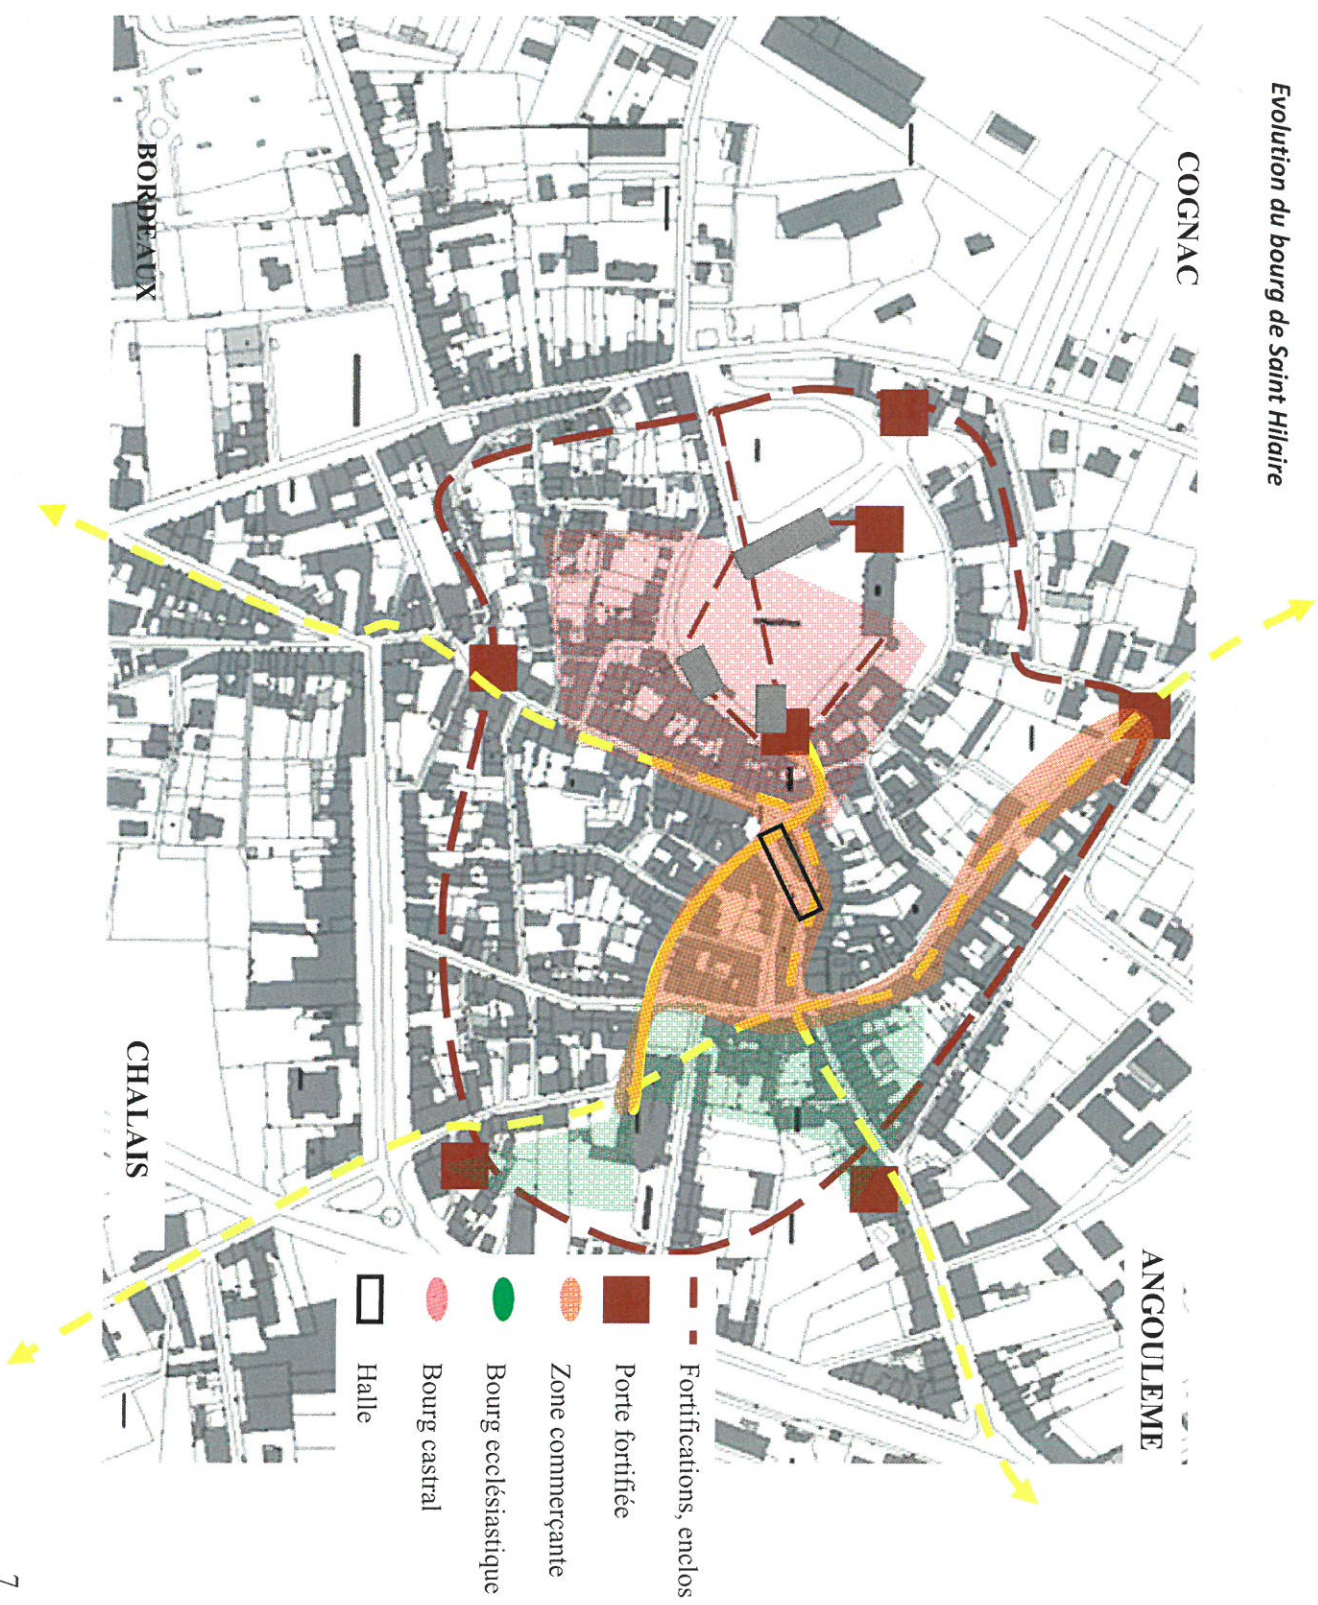 Evolution du bourg de Saint Hilaire
COGNAC
ANGOULEME
BORDEAUX
CHALAIS
Fortifications, enclos
Porte fortifiée
Zone commerçante
Bourg ecclésiastique
Bourg castral
Halle
7